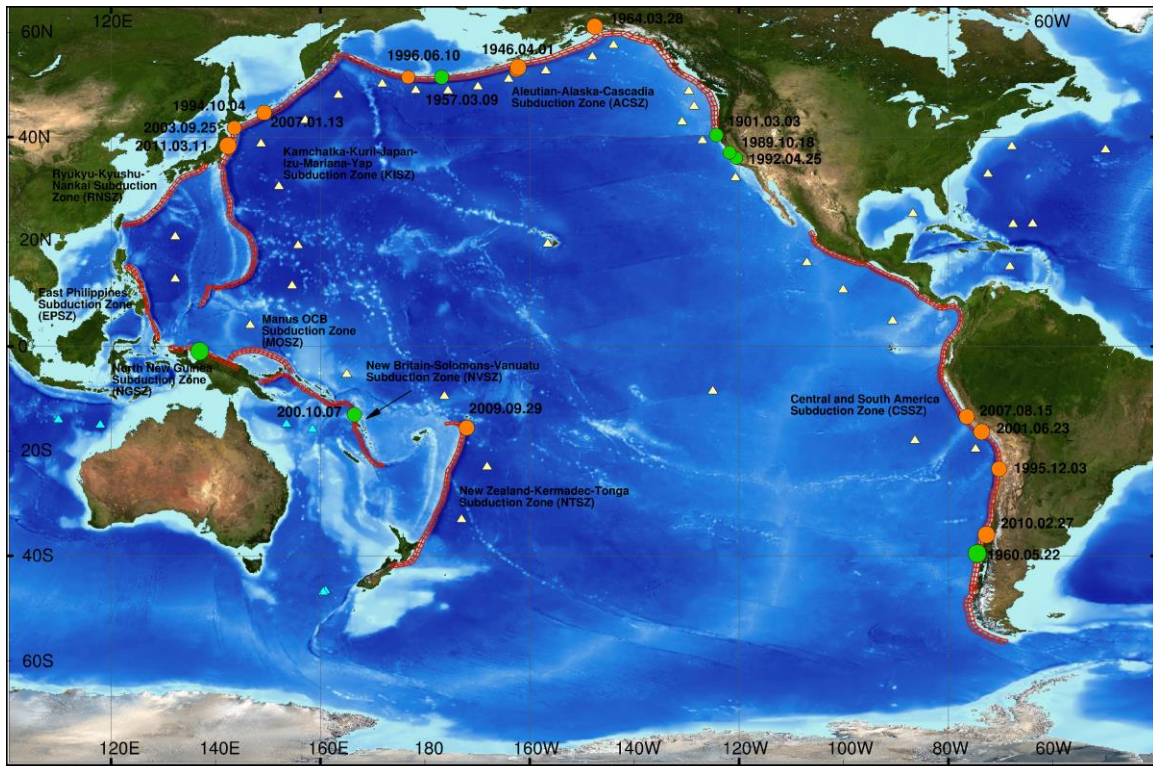 120E
60W
60N
1964.03.28
1946.04.01
1996.06.10
Aleutian-Alaska-Cascadia
Subduction Zone (ACSZ)
1957.03.09
1994.10.04
2007.01.13
2003.09.25
2011.03.11
40N
1901.03.03
1989.10.18
1992.04.25
Kamchatka-Kuril-Japan-
Izu-Mariana-Yap
Subduction Zone (KISZ)
Ryukyu-Kyushu-
Nankai Subduction
Zone (RNSZ)
20N
East Philippines
Subduction Zone
(EPSZ)
Manus OCB
Subduction Zone
(MOSZ)
0
North New Guinea
Subduction Zone
(NGSZ)
New Britain-Solomons-Vanuatu
Subduction Zone (NVSZ)
200.10.07
2009.09.29
Central and South America
Subduction Zone (CSSZ)
2007.08.15
2001.06.23
20S
1995.12.03
New Zealand-Kermadec-Tonga
Subduction Zone (NTSZ)
2010.02.27
40S
1960.05.22
60S
120E
140E
160E
180
160W
140W
120W
100W
80W
60W